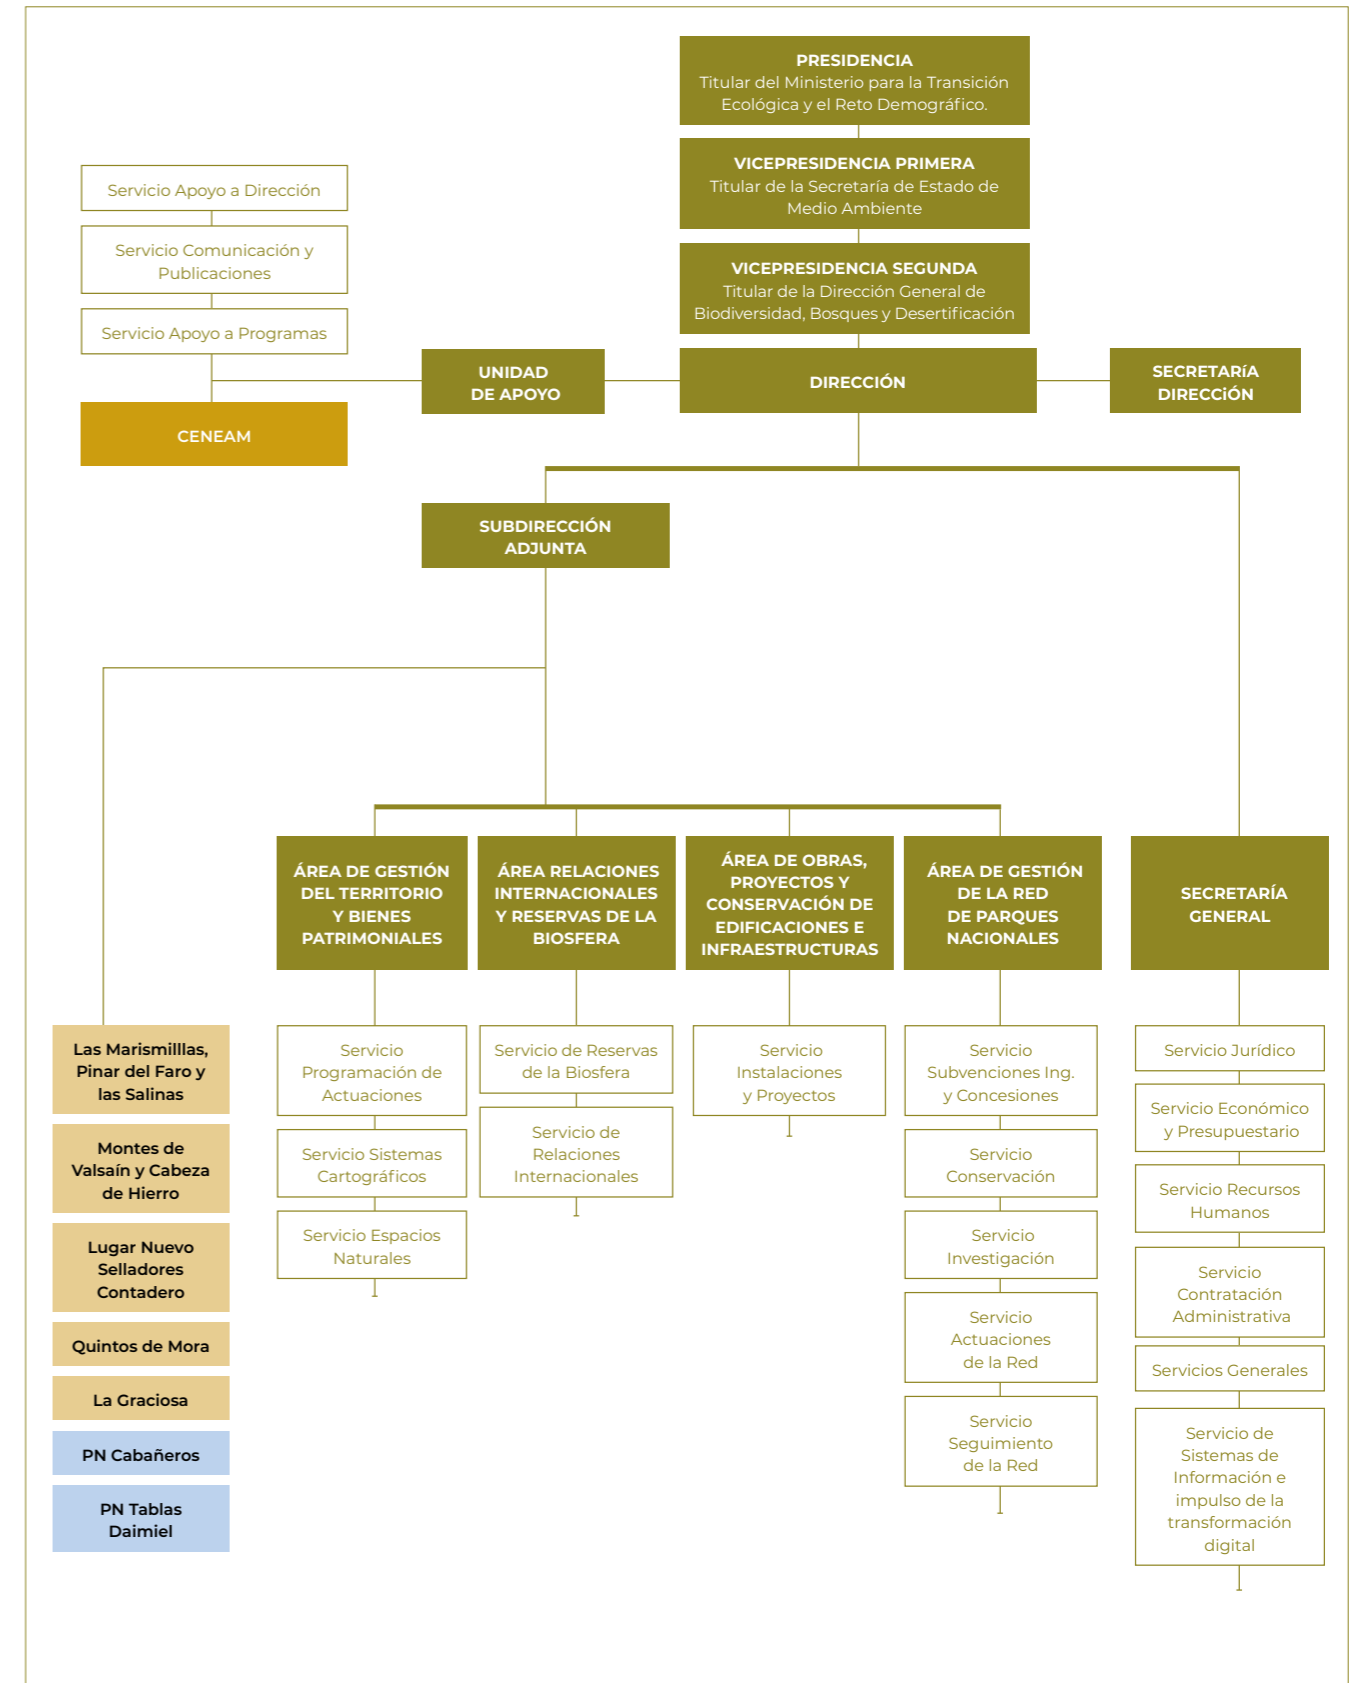 PRESIDENCIA
Titular del Ministerio para la Transición
Ecológica y el Reto Demográfico.
VICEPRESIDENCIA PRIMERA
Titular de la Secretaría de Estado de
Medio Ambiente
VICEPRESIDENCIA SEGUNDA
Titular de la Dirección General de
Biodiversidad, Bosques y Desertificación
Servicio Apoyo a Dirección
Servicio Comunicación y
Publicaciones
Servicio Apoyo a Programas
UNIDAD
DE APOYO
DIRECCIÓN
SECRETARíA
DIRECCiÓN
CENEAM
SUBDIRECCIÓN
ADJUNTA
ÁREA DE GESTIÓN
DEL TERRITORIO
Y BIENES
PATRIMONIALES
ÁREA RELACIONES
INTERNACIONALES
Y RESERVAS DE LA
BIOSFERA
ÁREA DE OBRAS,
PROYECTOS Y
CONSERVACIÓN DE
EDIFICACIONES E
INFRAESTRUCTURAS
ÁREA DE GESTIÓN
DE LA RED
DE PARQUES
NACIONALES
SECRETARÍA
GENERAL
Las Marismilllas,
Pinar del Faro y
las Salinas
Montes de
Valsaín y Cabeza
de Hierro
Lugar Nuevo
Selladores
Contadero
Quintos de Mora
La Graciosa
PN Cabañeros
PN Tablas
Daimiel
Servicio
Programación de
Actuaciones
Servicio Sistemas
Cartográficos
Servicio Espacios
Naturales
Servicio de Reservas
de la Biosfera
Servicio de
Relaciones
Internacionales
Servicio
Instalaciones
y Proyectos
Servicio
Subvenciones Ing.
y Concesiones
Servicio
Conservación
Servicio
Investigación
Servicio
Actuaciones
de la Red
Servicio
Seguimiento
de la Red
Servicio Jurídico
Servicio Económico
y Presupuestario
Servicio Recursos
Humanos
Servicio
Contratación
Administrativa
Servicios Generales
Servicio de
Sistemas de
Información e
impulso de la
transformación
digital